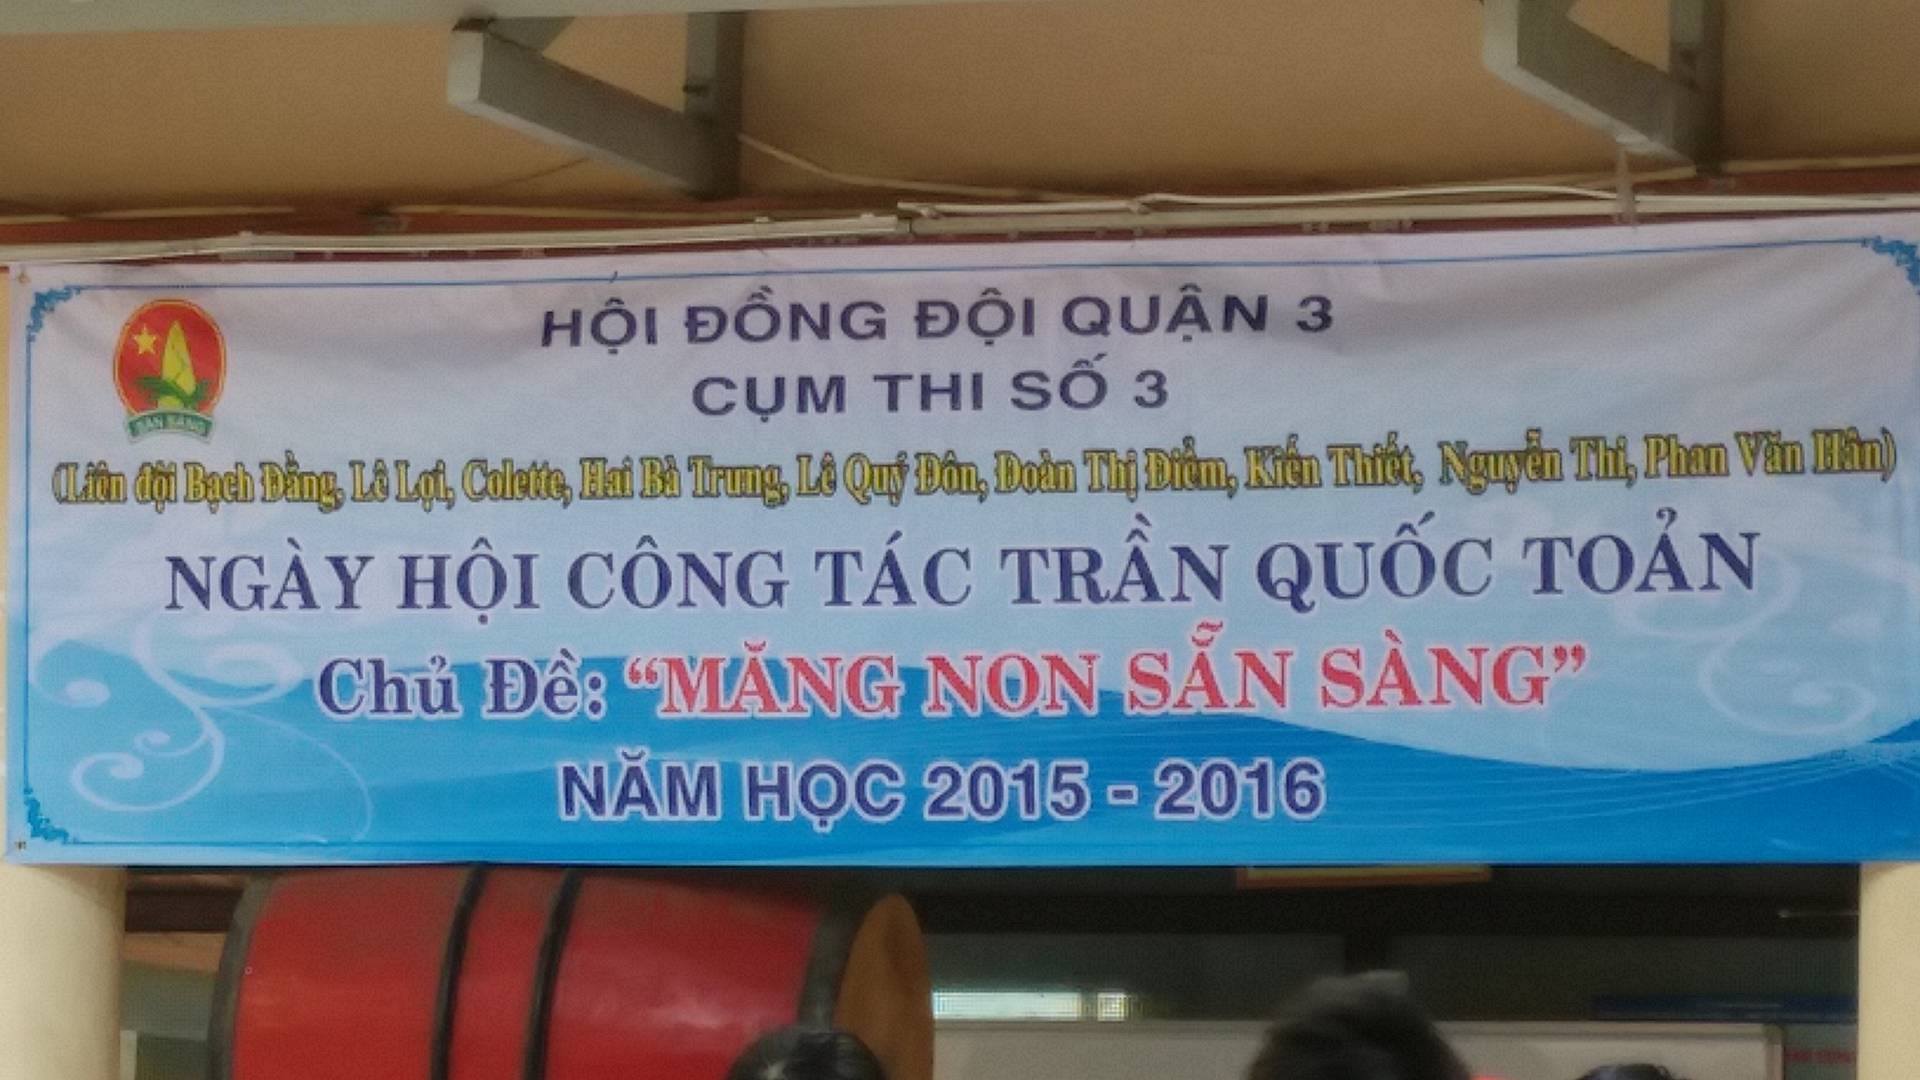 HỘI ĐỒNG ĐỘI QUẬN 3
CỤM THI SỐ 3
(Liên đội Bạch Đằng, Lê Lợi, Colette, Hai Bà Trưng, Lê Quý Đôn, Đoàn Thị Điểm, Kiến Thiết, Nguyễn Thi, Phan Văn Hân)
NGÀY HỘI CÔNG TÁC TRẦN QUỐC TOẢN
Chủ Đề: “MĂNG NON SẴN SÀNG”
NĂM HỌC 2015 - 2016
SẴN SÀNG